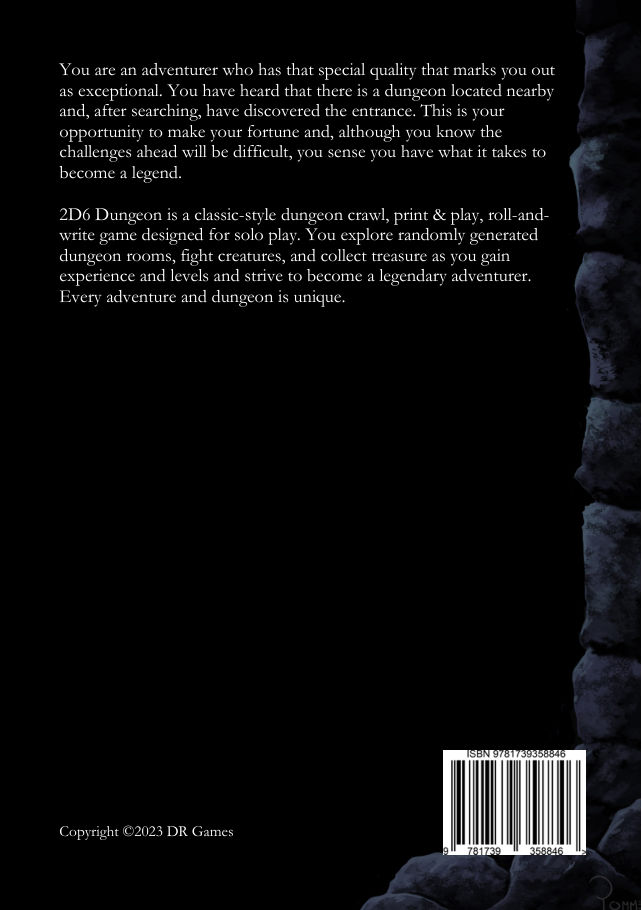 You are an adventurer who has that special quality that marks you out
as exceptional. You have heard that there is a dungeon located nearby
and, after searching, have discovered the entrance. This is your
opportunity to make your fortune and, although you know the
challenges ahead will be difficult, you sense you have what it takes to
become a legend.
2D6 Dungeon is a classic-style dungeon crawl, print & play, roll-and-
write game designed for solo play. You explore randomly generated
dungeon rooms, fight creatures, and collect treasure as you gain
experience and levels and strive to become a legendary adventurer.
Every adventure and dungeon is unique.
ISBN 9781739358846
9 781739 358846 >
Copyright ©2023 DR Games